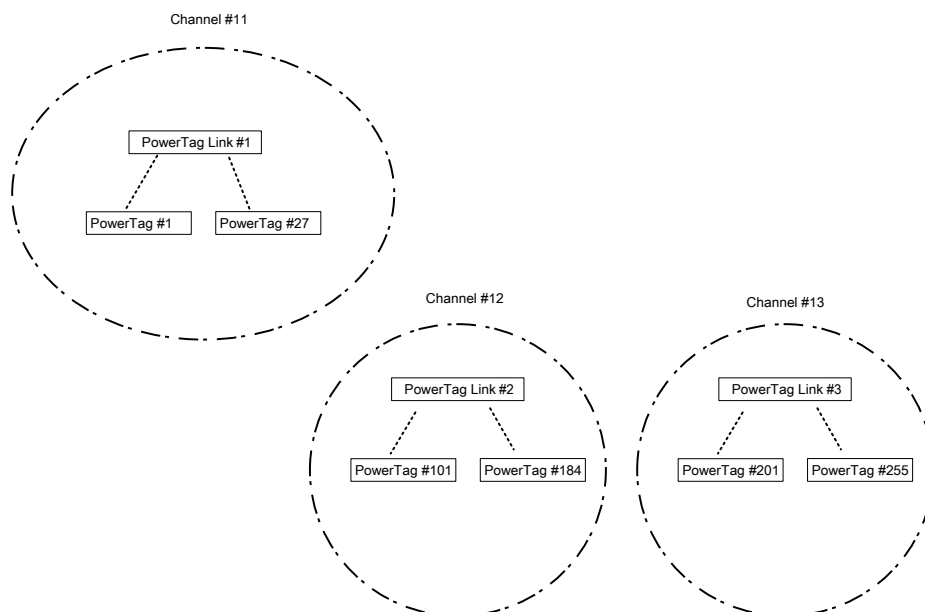 Channel #11
PowerTag Link #1
PowerTag #1
PowerTag #27
Channel #12
PowerTag Link #2
PowerTag #101
PowerTag #184
Channel #13
PowerTag Link #3
PowerTag #201
PowerTag #255